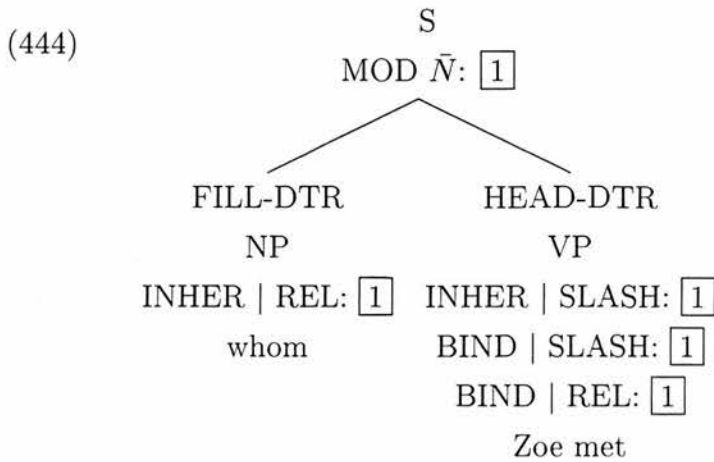 (444)
S
MOD N̄: 1
FILL-DTR HEAD-DTR
NP VP
INHER | REL: 1 INHER | SLASH: 1
whom BIND | SLASH: 1
BIND | REL: 1
Zoe met